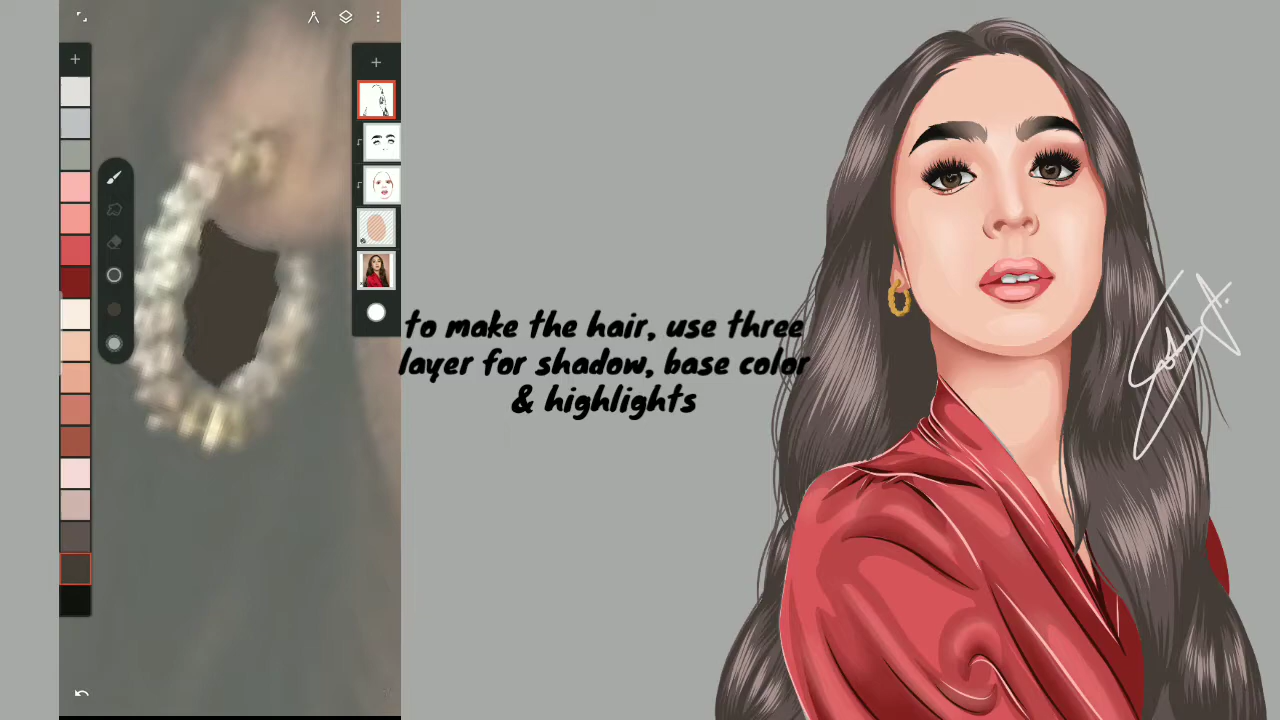 to make the hair, use three
layer for shadow, base color
& highlights